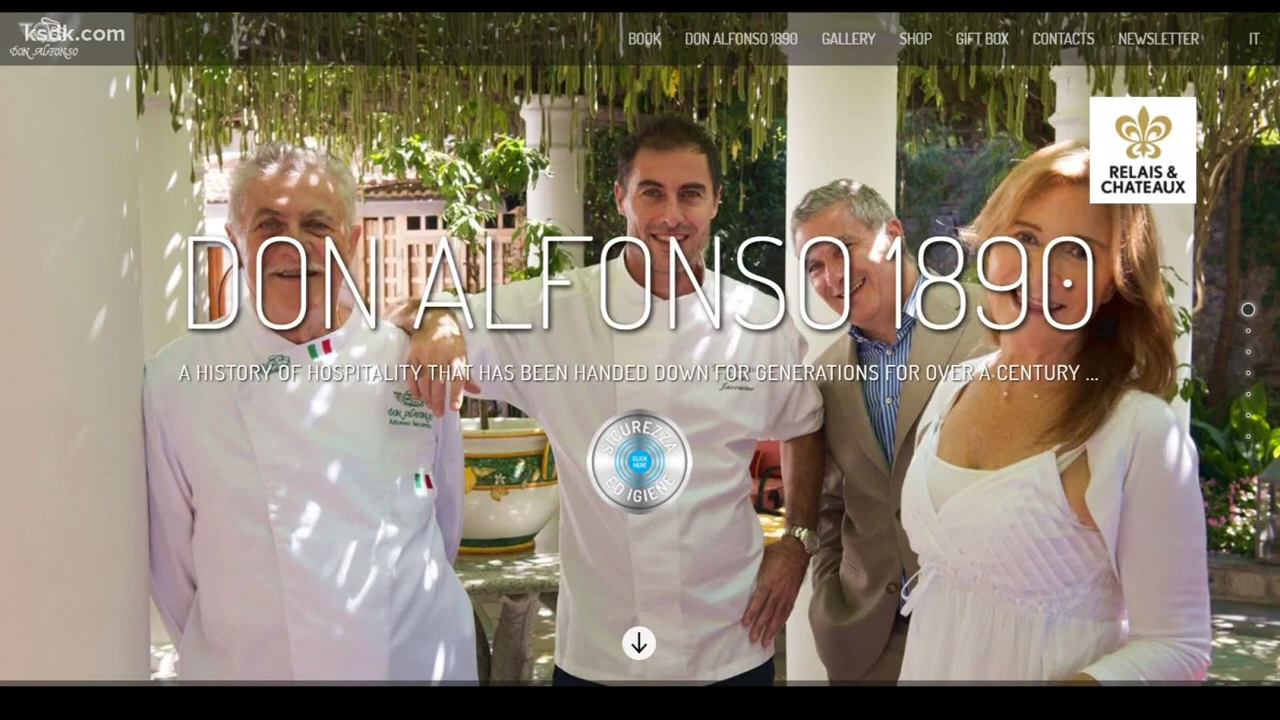 ksdk.com
DON ALFONSO
BOOK DON ALFONSO 1890 GALLERY SHOP GIFT BOX CONTACTS NEWSLETTER IT
RELAIS &
CHATEAUX
DON ALFONSO 1890
A HISTORY OF HOSPITALITY THAT HAS BEEN HANDED DOWN FOR GENERATIONS FOR OVER A CENTURY ...
DON ALFONSO
SICUREZZA
CLICK
HERE
ED IGIENE